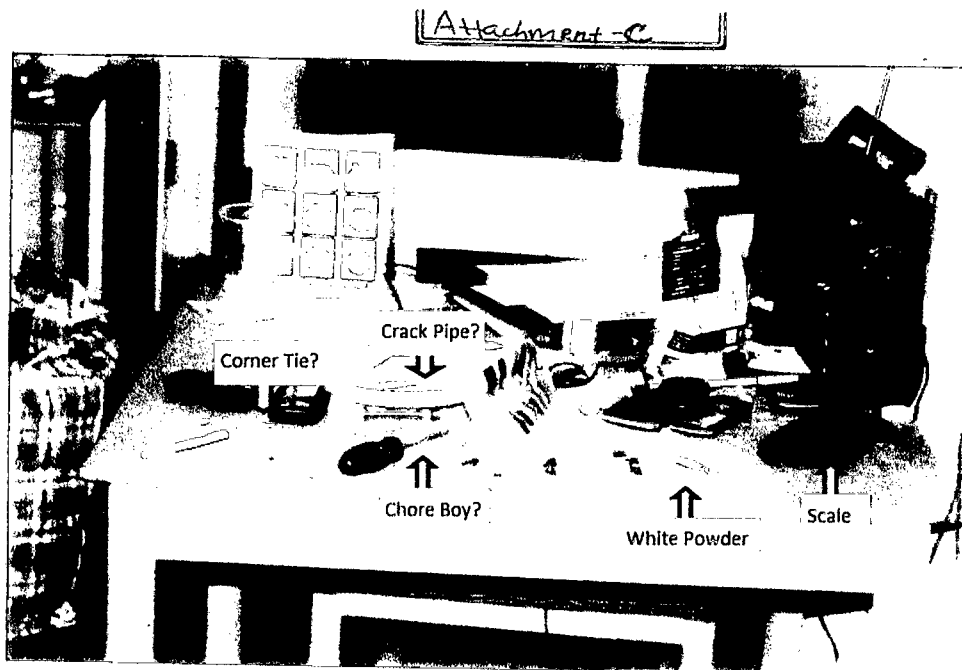 Attachment-C
Crack Pipe?
Corner Tie?
Chore Boy?
Scale
White Powder